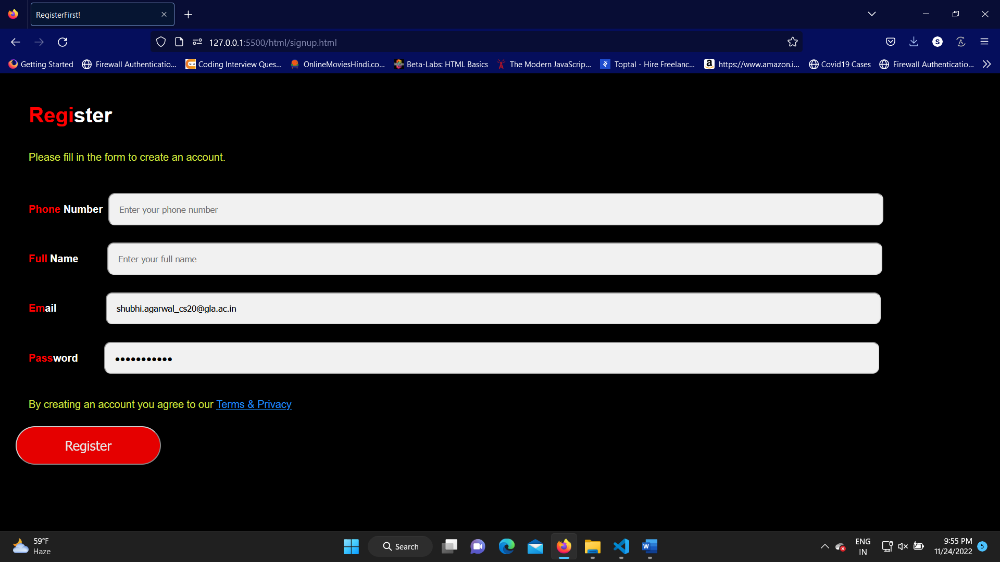 RegisterFirst!
127.0.0.1:5500/html/signup.html
Getting Started
Firewall Authenticatio...
Coding Interview Ques...
OnlineMoviesHindi.co...
Beta-Labs: HTML Basics
The Modern JavaScrip...
Toptal - Hire Freelanc...
https://www.amazon.i...
Covid19 Cases
Firewall Authenticatio...
Register
Please fill in the form to create an account.
Phone Number
Enter your phone number
Full Name
Enter your full name
Email
shubhi.agarwal_cs20@gla.ac.in
Password
•••••••••••
By creating an account you agree to our Terms & Privacy
Register
59°F
Haze
Search
ENG
IN
9:55 PM
11/24/2022
5